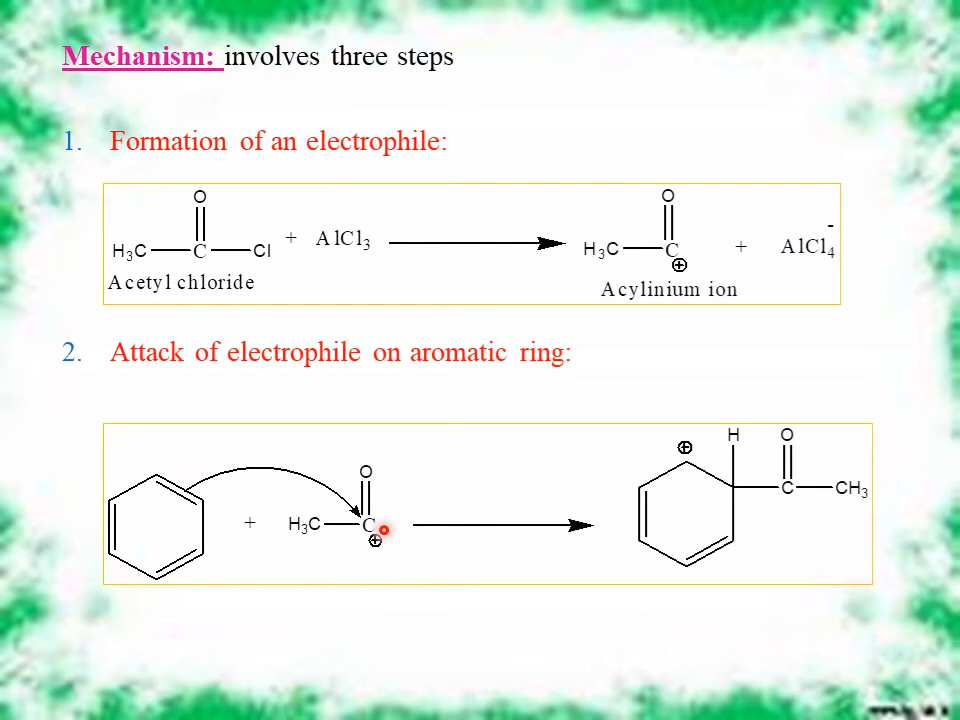 Mechanism: involves three steps
1. Formation of an electrophile:
O
H3C C Cl + AlCl3
Acetyl chloride
O
H3C C ⊕ + AlCl4 -
Acylinium ion
2. Attack of electrophile on aromatic ring:
+
O
H3C C ⊕
⊕ H O
C CH3